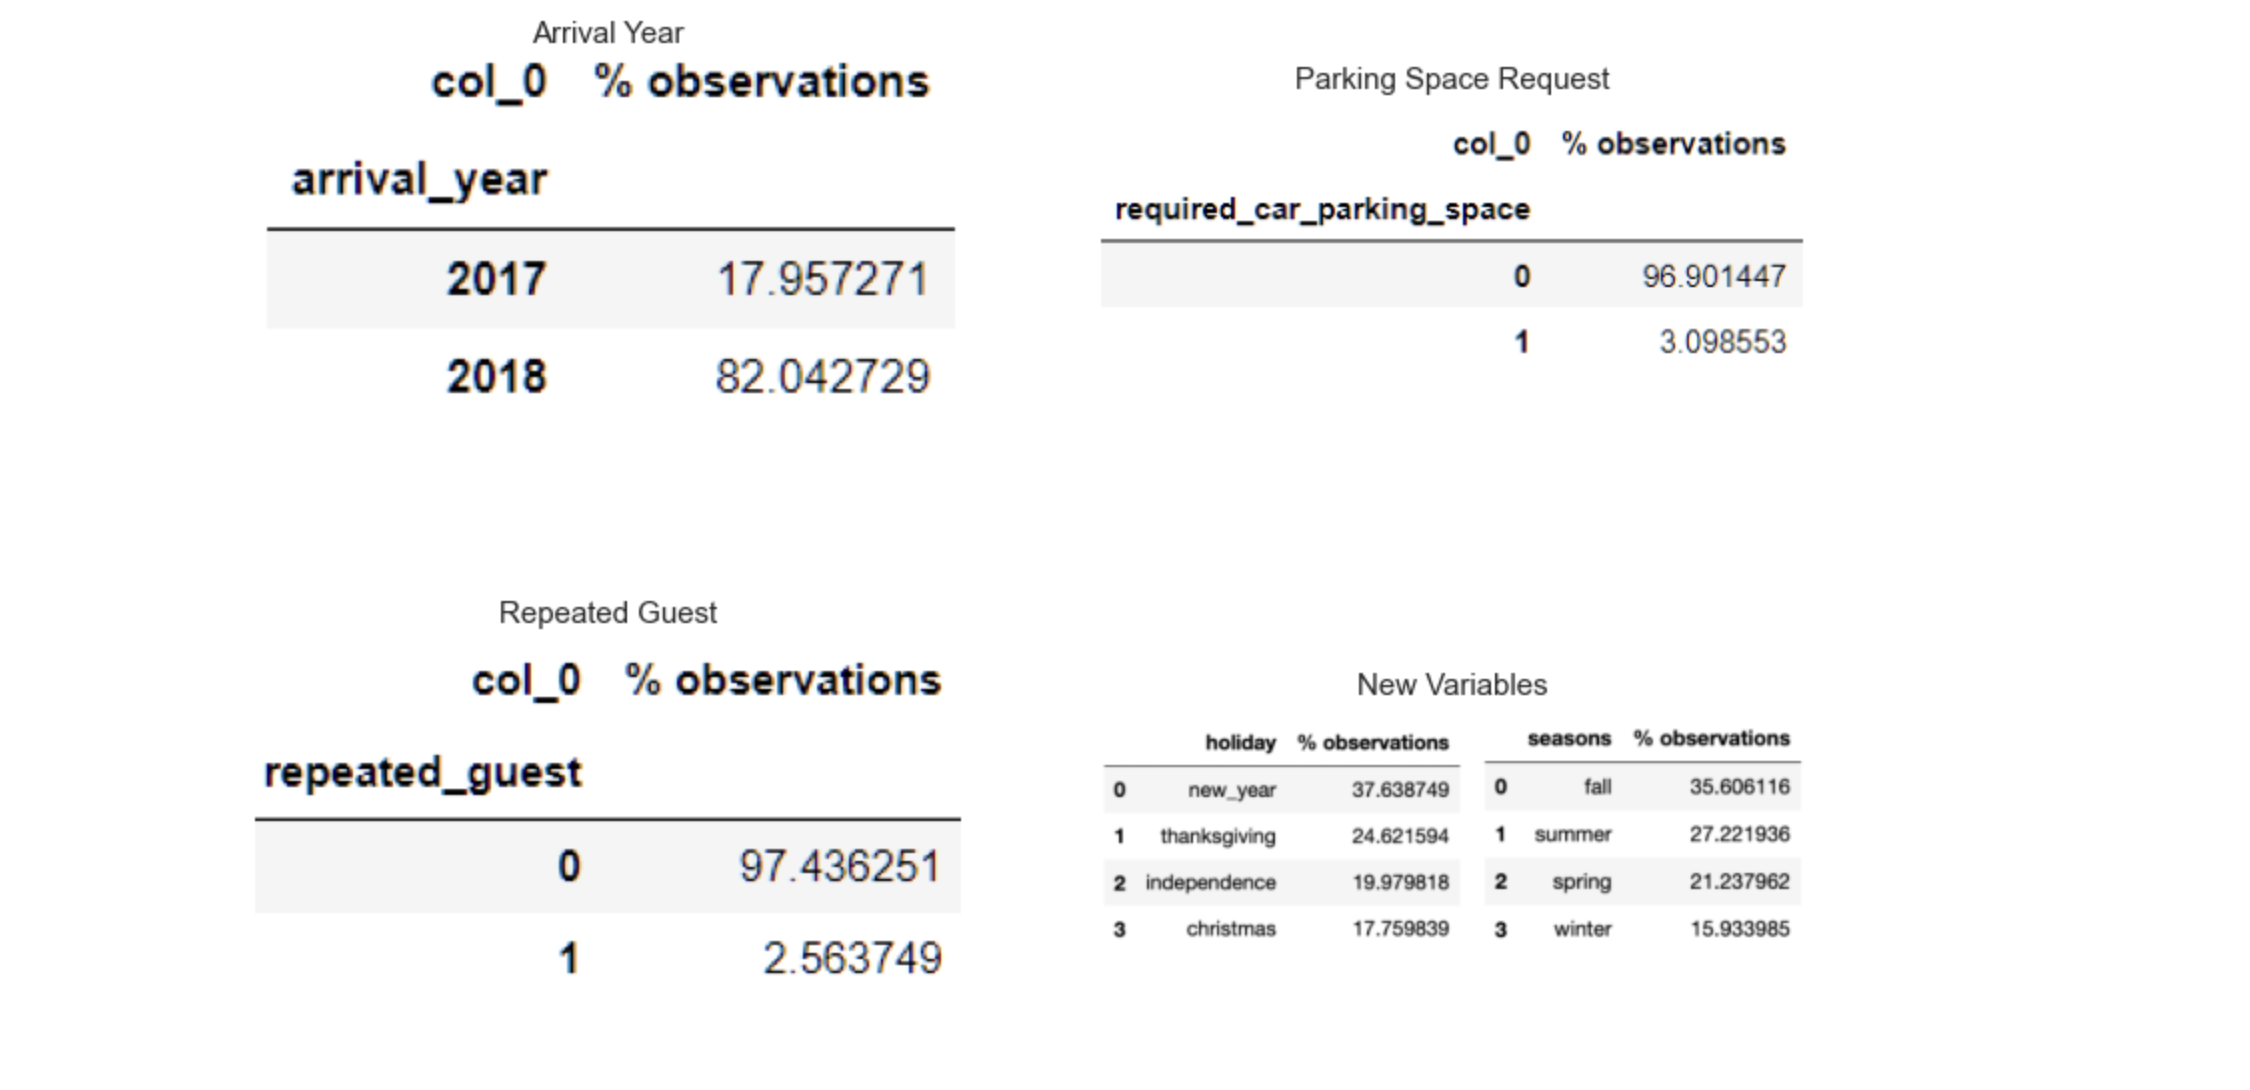 Arrival Year
col_0 % observations
arrival_year
2017 17.957271
2018 82.042729
Parking Space Request
col_0 % observations
required_car_parking_space
0 96.901447
1 3.098553
Repeated Guest
col_0 % observations
repeated_guest
0 97.436251
1 2.563749
New Variables
holiday % observations
0 new_year 37.638749
1 thanksgiving 24.621594
2 independence 19.979818
3 christmas 17.759839
seasons % observations
0 fall 35.606116
1 summer 27.221936
2 spring 21.237962
3 winter 15.933985